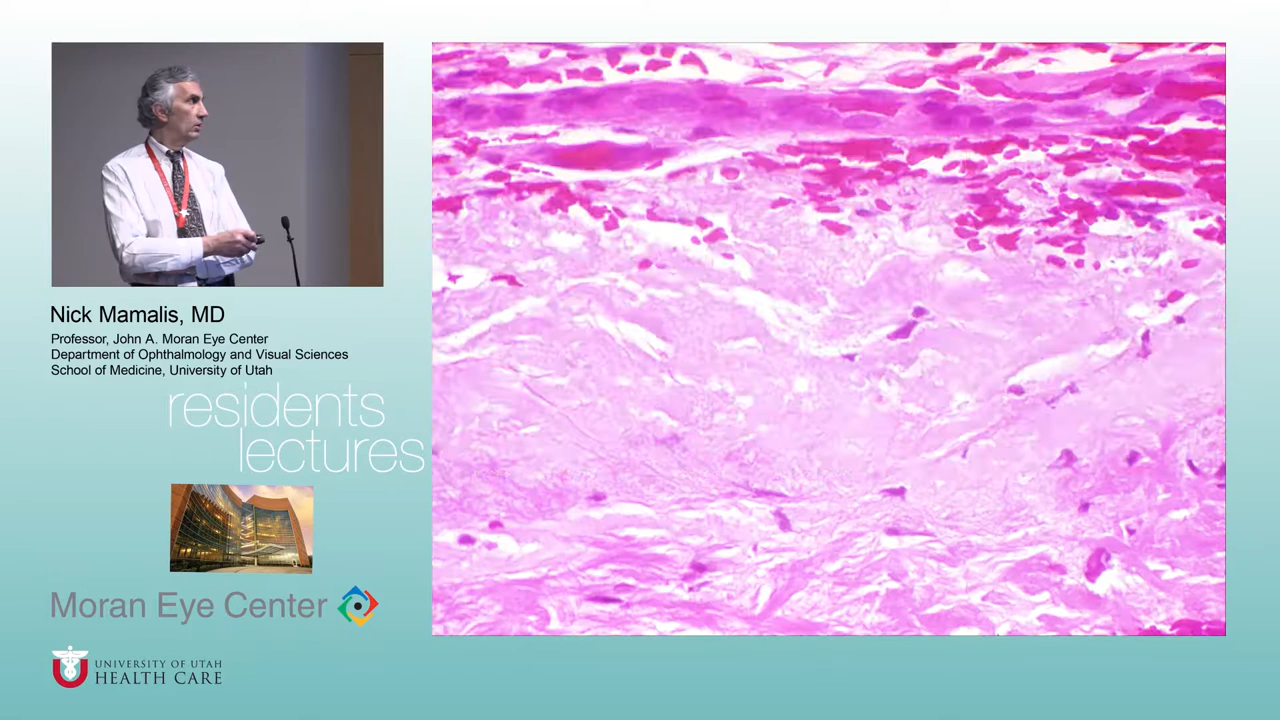 Nick Mamalis, MD
Professor, John A. Moran Eye Center
Department of Ophthalmology and Visual Sciences
School of Medicine, University of Utah
residents
lectures
Moran Eye Center
UNIVERSITY OF UTAH
HEALTH CARE